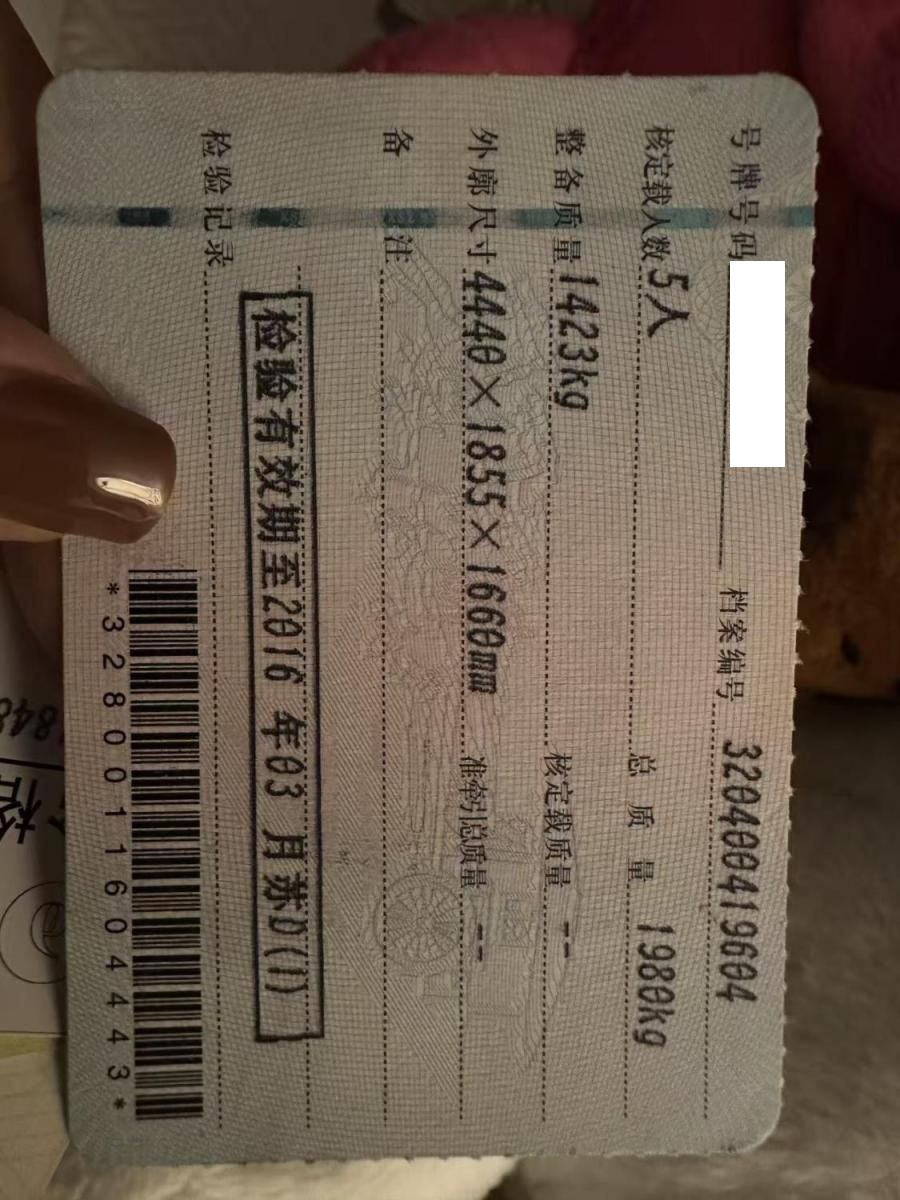 号牌号码 档案编号 320400419604
核定载人数 5人 总质量 1980kg
整备质量 1423kg 核定载质量 --
外廓尺寸 4440×1855×1660mm 准牵引总质量 --
备注
检验有效期至2016年03月苏D(1)
检验记录
*3280011604443*